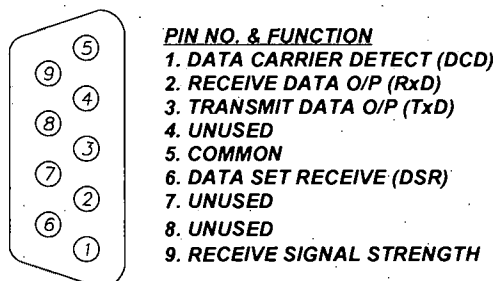 PIN NO. & FUNCTION
1. DATA CARRIER DETECT (DCD)
2. RECEIVE DATA O/P (RxD)
3. TRANSMIT DATA O/P (TxD)
4. UNUSED
5. COMMON
6. DATA SET RECEIVE (DSR)
7. UNUSED
8. UNUSED
9. RECEIVE SIGNAL STRENGTH
5
9
4
8
3
7
2
6
1